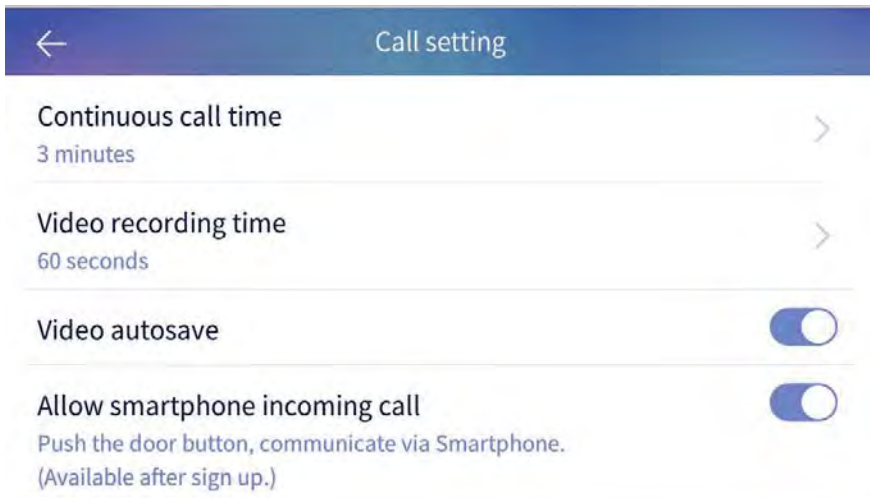 Call setting
Continuous call time
3 minutes
Video recording time
60 seconds
Video autosave
Allow smartphone incoming call
Push the door button, communicate via Smartphone.
(Available after sign up.)